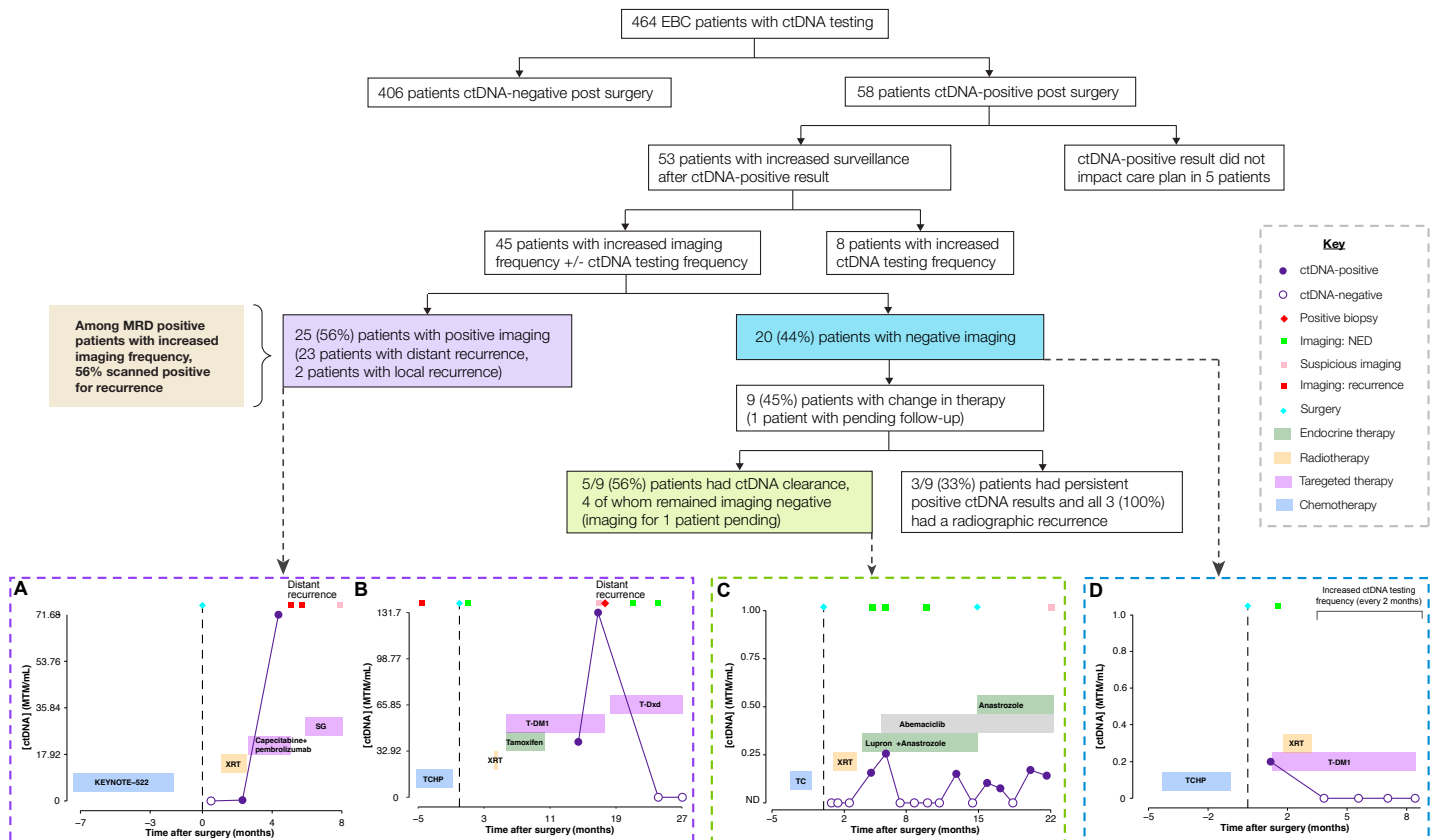 464 EBC patients with ctDNA testing
406 patients ctDNA-negative post surgery
58 patients ctDNA-positive post surgery
53 patients with increased surveillance
after ctDNA-positive result
ctDNA-positive result did not
impact care plan in 5 patients
45 patients with increased imaging
frequency +/- ctDNA testing frequency
8 patients with increased
ctDNA testing frequency
Among MRD positive
patients with increased
imaging frequency,
56% scanned positive
for recurrence
25 (56%) patients with positive imaging
(23 patients with distant recurrence,
2 patients with local recurrence)
20 (44%) patients with negative imaging
9 (45%) patients with change in therapy
(1 patient with pending follow-up)
5/9 (56%) patients had ctDNA clearance,
4 of whom remained imaging negative
(imaging for 1 patient pending)
3/9 (33%) patients had persistent
positive ctDNA results and all 3 (100%)
had a radiographic recurrence
Key
ctDNA-positive
ctDNA-negative
Positive biopsy
Imaging: NED
Suspicious imaging
Imaging: recurrence
Surgery
Endocrine therapy
Radiotherapy
Taregeted therapy
Chemotherapy
A
Distant
recurrence
71.68
53.76
35.84
17.92
0
[ctDNA] (MTM/mL)
KEYNOTE–522
XRT
Capecitabine+
pembrolizumab
SG
−7 −4 0 4 8
Time after surgery (months)
B
Distant
recurrence
131.7
98.77
65.85
32.92
0
[ctDNA] (MTM/mL)
TCHP
XRT
T-DM1
Tamoxifen
T-Dxd
−5 3 11 19 27
Time after surgery (months)
C
1.00
0.75
0.50
0.25
ND
[ctDNA] (MTM/mL)
TC
XRT
Lupron +Anastrozole
Abemaciclib
Anastrozole
−5 2 8 15 22
Time after surgery (months)
D
Increased ctDNA testing
frequency (every 2 months)
1.0
0.8
0.6
0.4
0.2
0
[ctDNA] (MTM/mL)
TCHP
XRT
T-DM1
−5 −2 2 5 8
Time after surgery (months)